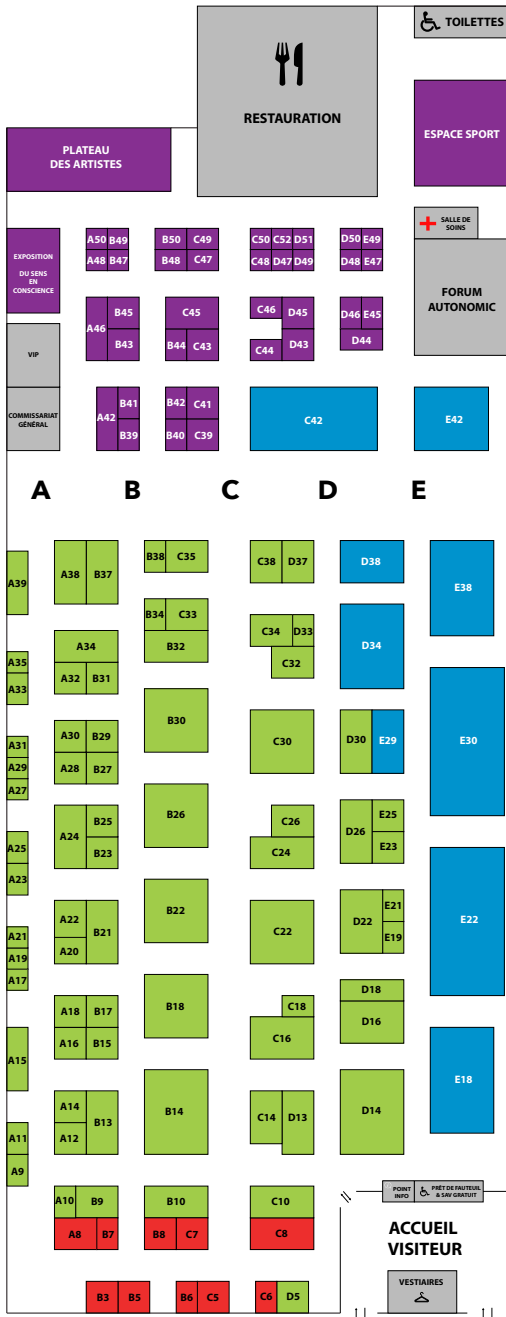 TOILETTES
RESTAURATION
ESPACE SPORT
PLATEAU
DES ARTISTES
SALLE DE
SOINS
EXPOSITION
DU SENS
EN
CONSCIENCE
A50 B49 B50 C49 C50 C52 D51 D50 E49
A48 B47 B48 C47 C48 D47 D49 D48 E47
FORUM
AUTONOMIC
A46 B45 C45 C46 D45 D46 E45
B43 B44 C43 C44 D43 D44
VIP
COMMISSARIAT
GÉNÉRAL
A42 B41 B42 C41 C42 E42
B39 B40 C39
A B C D E
A39 A38 B37 B38 C35 C38 D37 D38 E38
B34 C33 C34 D33 D34
A35 A34 B32 C32
A33 A32 B31
A31 A30 B29 B30 C30 D30 E29 E30
A29 A28 B27
A27
A25 A24 B25 B26 C26 D26 E25
A23 B23 C24 E23
A21 A22 B21 B22 C22 D22 E21 E22
A19 A20 E19
A17
A18 B17 B18 C18 D18
A16 B15 C16 D16
A15 E18
A14 B13 B14 C14 D13 D14
A11 A12
A9
A10 B9 B10 C10
A8 B7 B8 C7 C8
POINT
INFO
PRÊT DE FAUTEUIL
& SAV GRATUIT
ACCUEIL
VISITEUR
VESTIAIRES
B3 B5 B6 C5 C6 D5